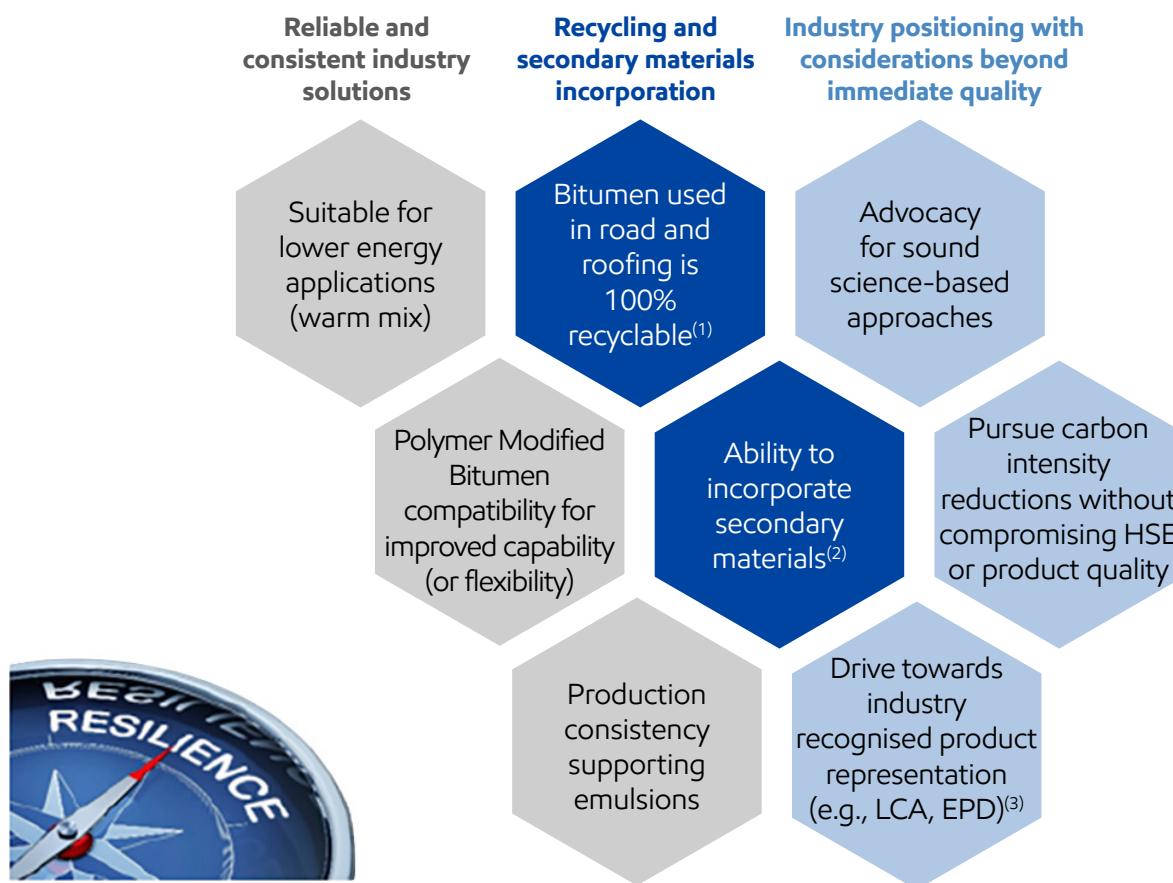 Reliable and
consistent industry
solutions
Recycling and
secondary materials
incorporation
Industry positioning with
considerations beyond
immediate quality
Suitable for
lower energy
applications
(warm mix)
Bitumen used
in road and
roofing is
100%
recyclable(1)
Advocacy
for sound
science-based
approaches
Polymer Modified
Bitumen
compatibility for
improved capability
(or flexibility)
Ability to
incorporate
secondary
materials(2)
Pursue carbon
intensity
reductions without
compromising HSE
or product quality
Production
consistency
supporting
emulsions
Drive towards
industry
recognised product
representation
(e.g., LCA, EPD)(3)
RESILIENCE